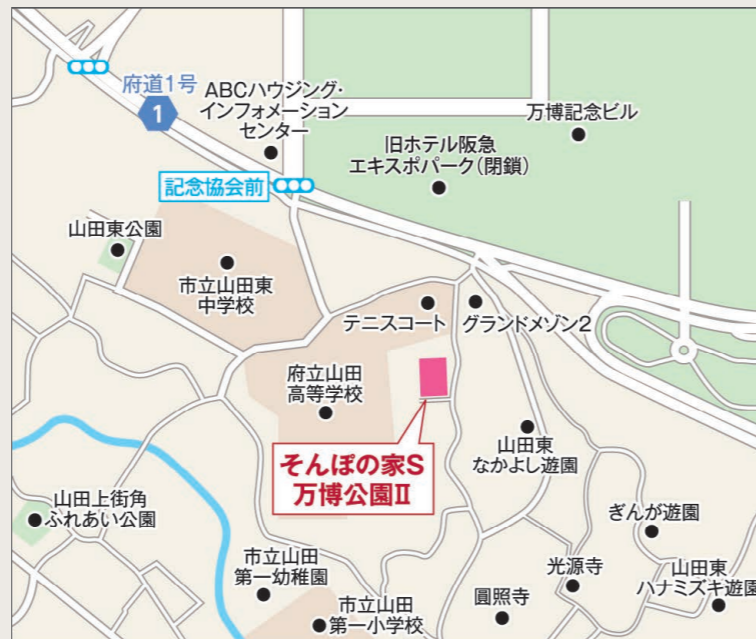 府道1号
1
ABCハウジング・
インフォメーション
センター
万博記念ビル
旧ホテル阪急
エキスポパーク（閉鎖）
記念協会前
山田東公園
市立山田東
中学校
テニスコート
グランドメゾン2
府立山田
高等学校
そんぽの家S
万博公園Ⅱ
山田東
なかよし遊園
山田上街角
ふれあい公園
ぎんが遊園
市立山田
第一幼稚園
光源寺
山田東
ハナミズキ遊園
圓照寺
市立山田
第一小学校